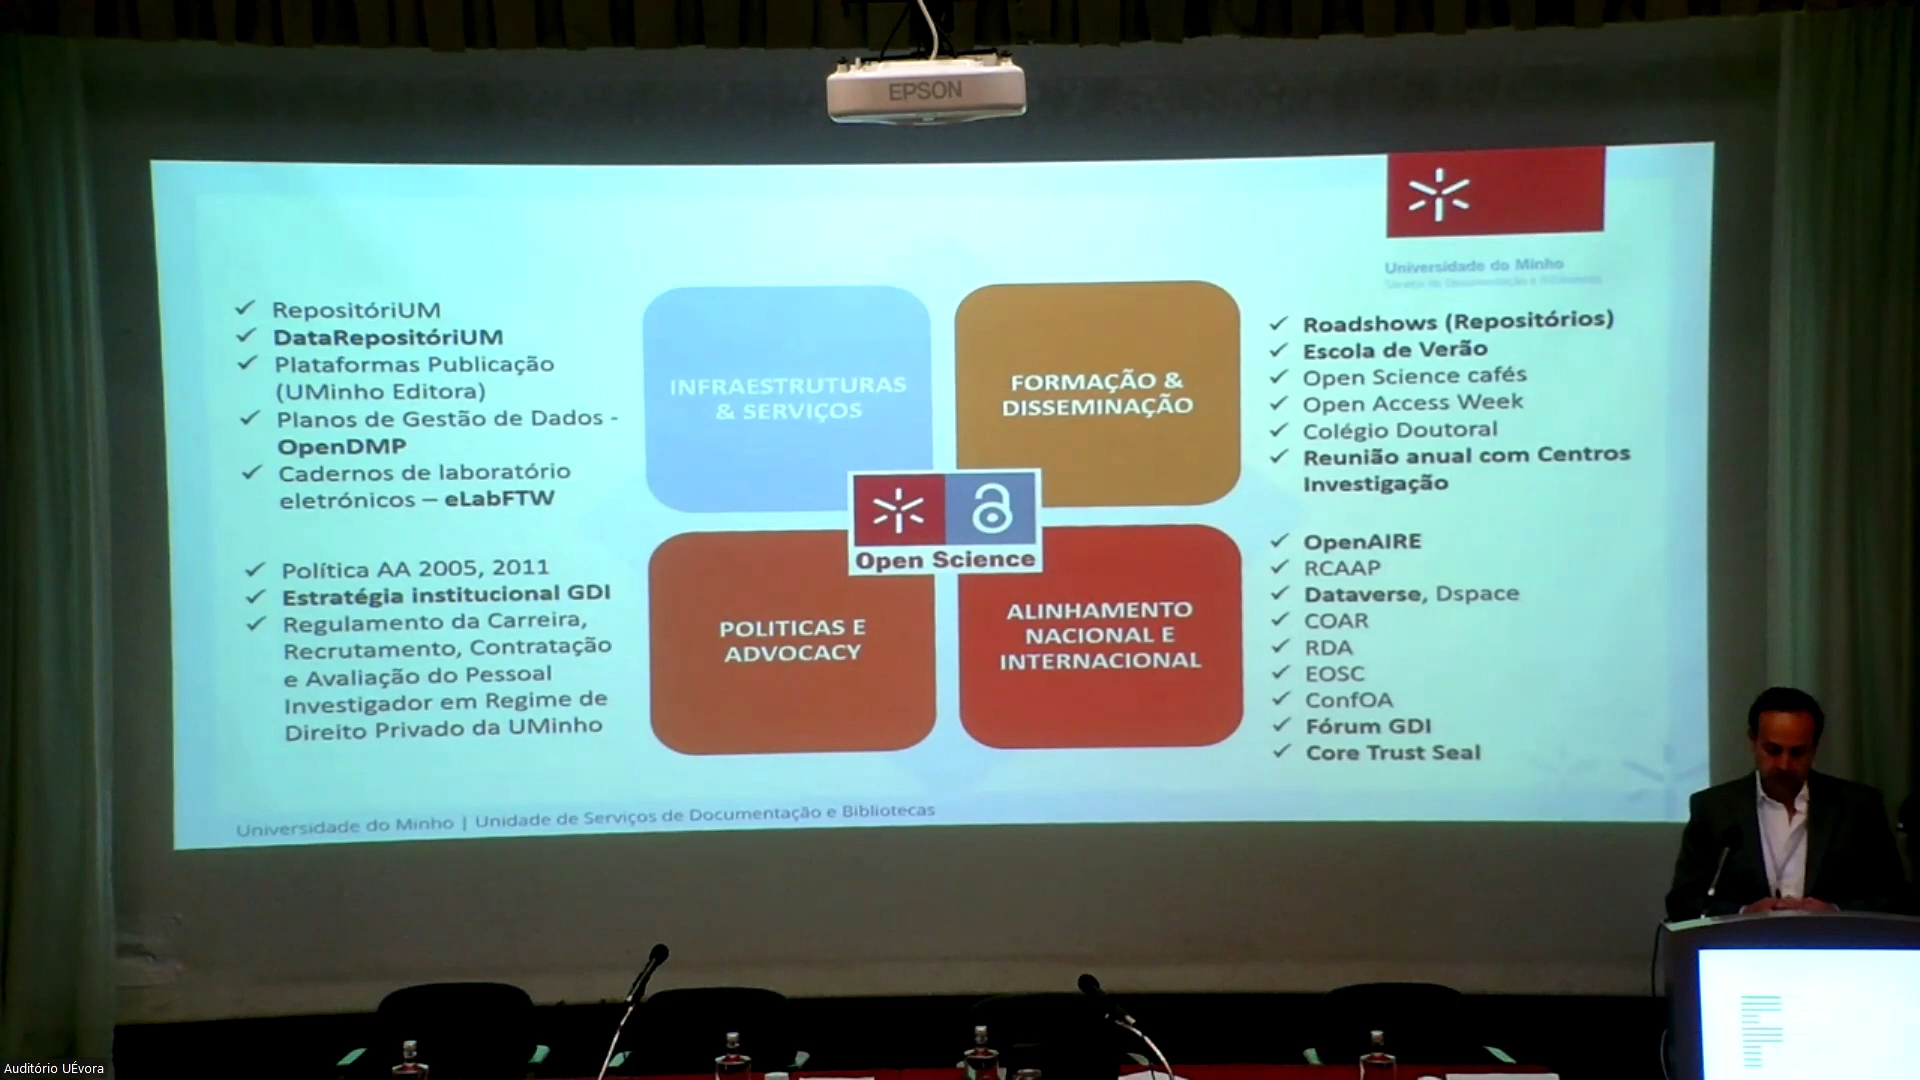 EPSON
Universidade do Minho
✓ RepositóriUM
✓ DataRepositóriUM
✓ Plataformas Publicação
(UMinho Editora)
✓ Planos de Gestão de Dados -
OpenDMP
✓ Cadernos de laboratório
eletrónicos – eLabFTW
INFRAESTRUTURAS
& SERVIÇOS
FORMAÇÃO &
DISSEMINAÇÃO
✓ Roadshows (Repositórios)
✓ Escola de Verão
✓ Open Science cafés
✓ Open Access Week
✓ Colégio Doutoral
✓ Reunião anual com Centros
Investigação
Open Science
✓ Política AA 2005, 2011
✓ Estratégia institucional GDI
✓ Regulamento da Carreira,
Recrutamento, Contratação
e Avaliação do Pessoal
Investigador em Regime de
Direito Privado da UMinho
POLITICAS E
ADVOCACY
ALINHAMENTO
NACIONAL E
INTERNACIONAL
✓ OpenAIRE
✓ RCAAP
✓ Dataverse, Dspace
✓ COAR
✓ RDA
✓ EOSC
✓ ConfOA
✓ Fórum GDI
✓ Core Trust Seal
Universidade do Minho | Unidade de Serviços de Documentação e Bibliotecas
Auditório UÉvora